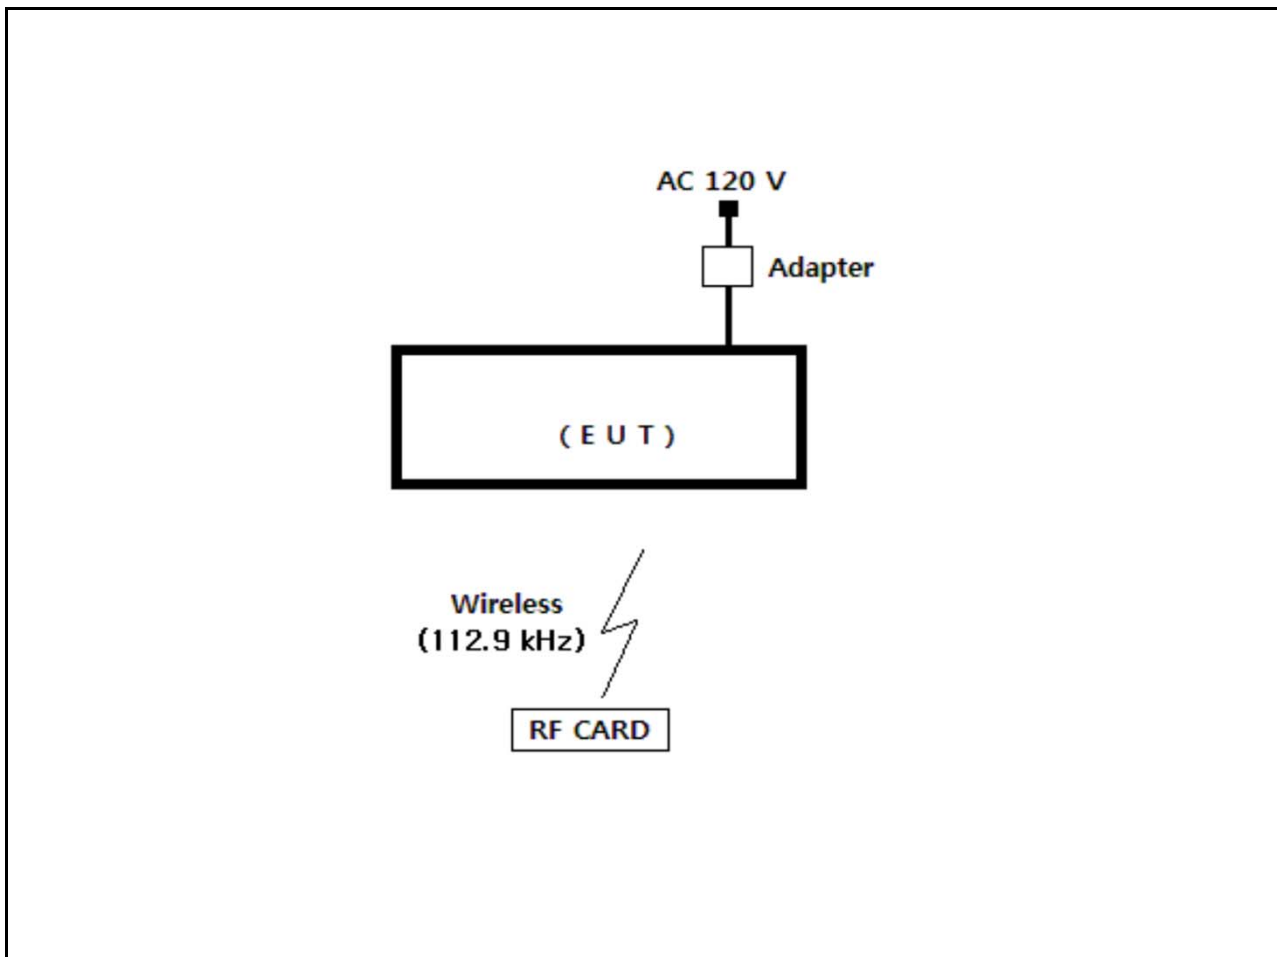 AC 120 V
Adapter
( E U T )
Wireless
(112.9 kHz)
RF CARD